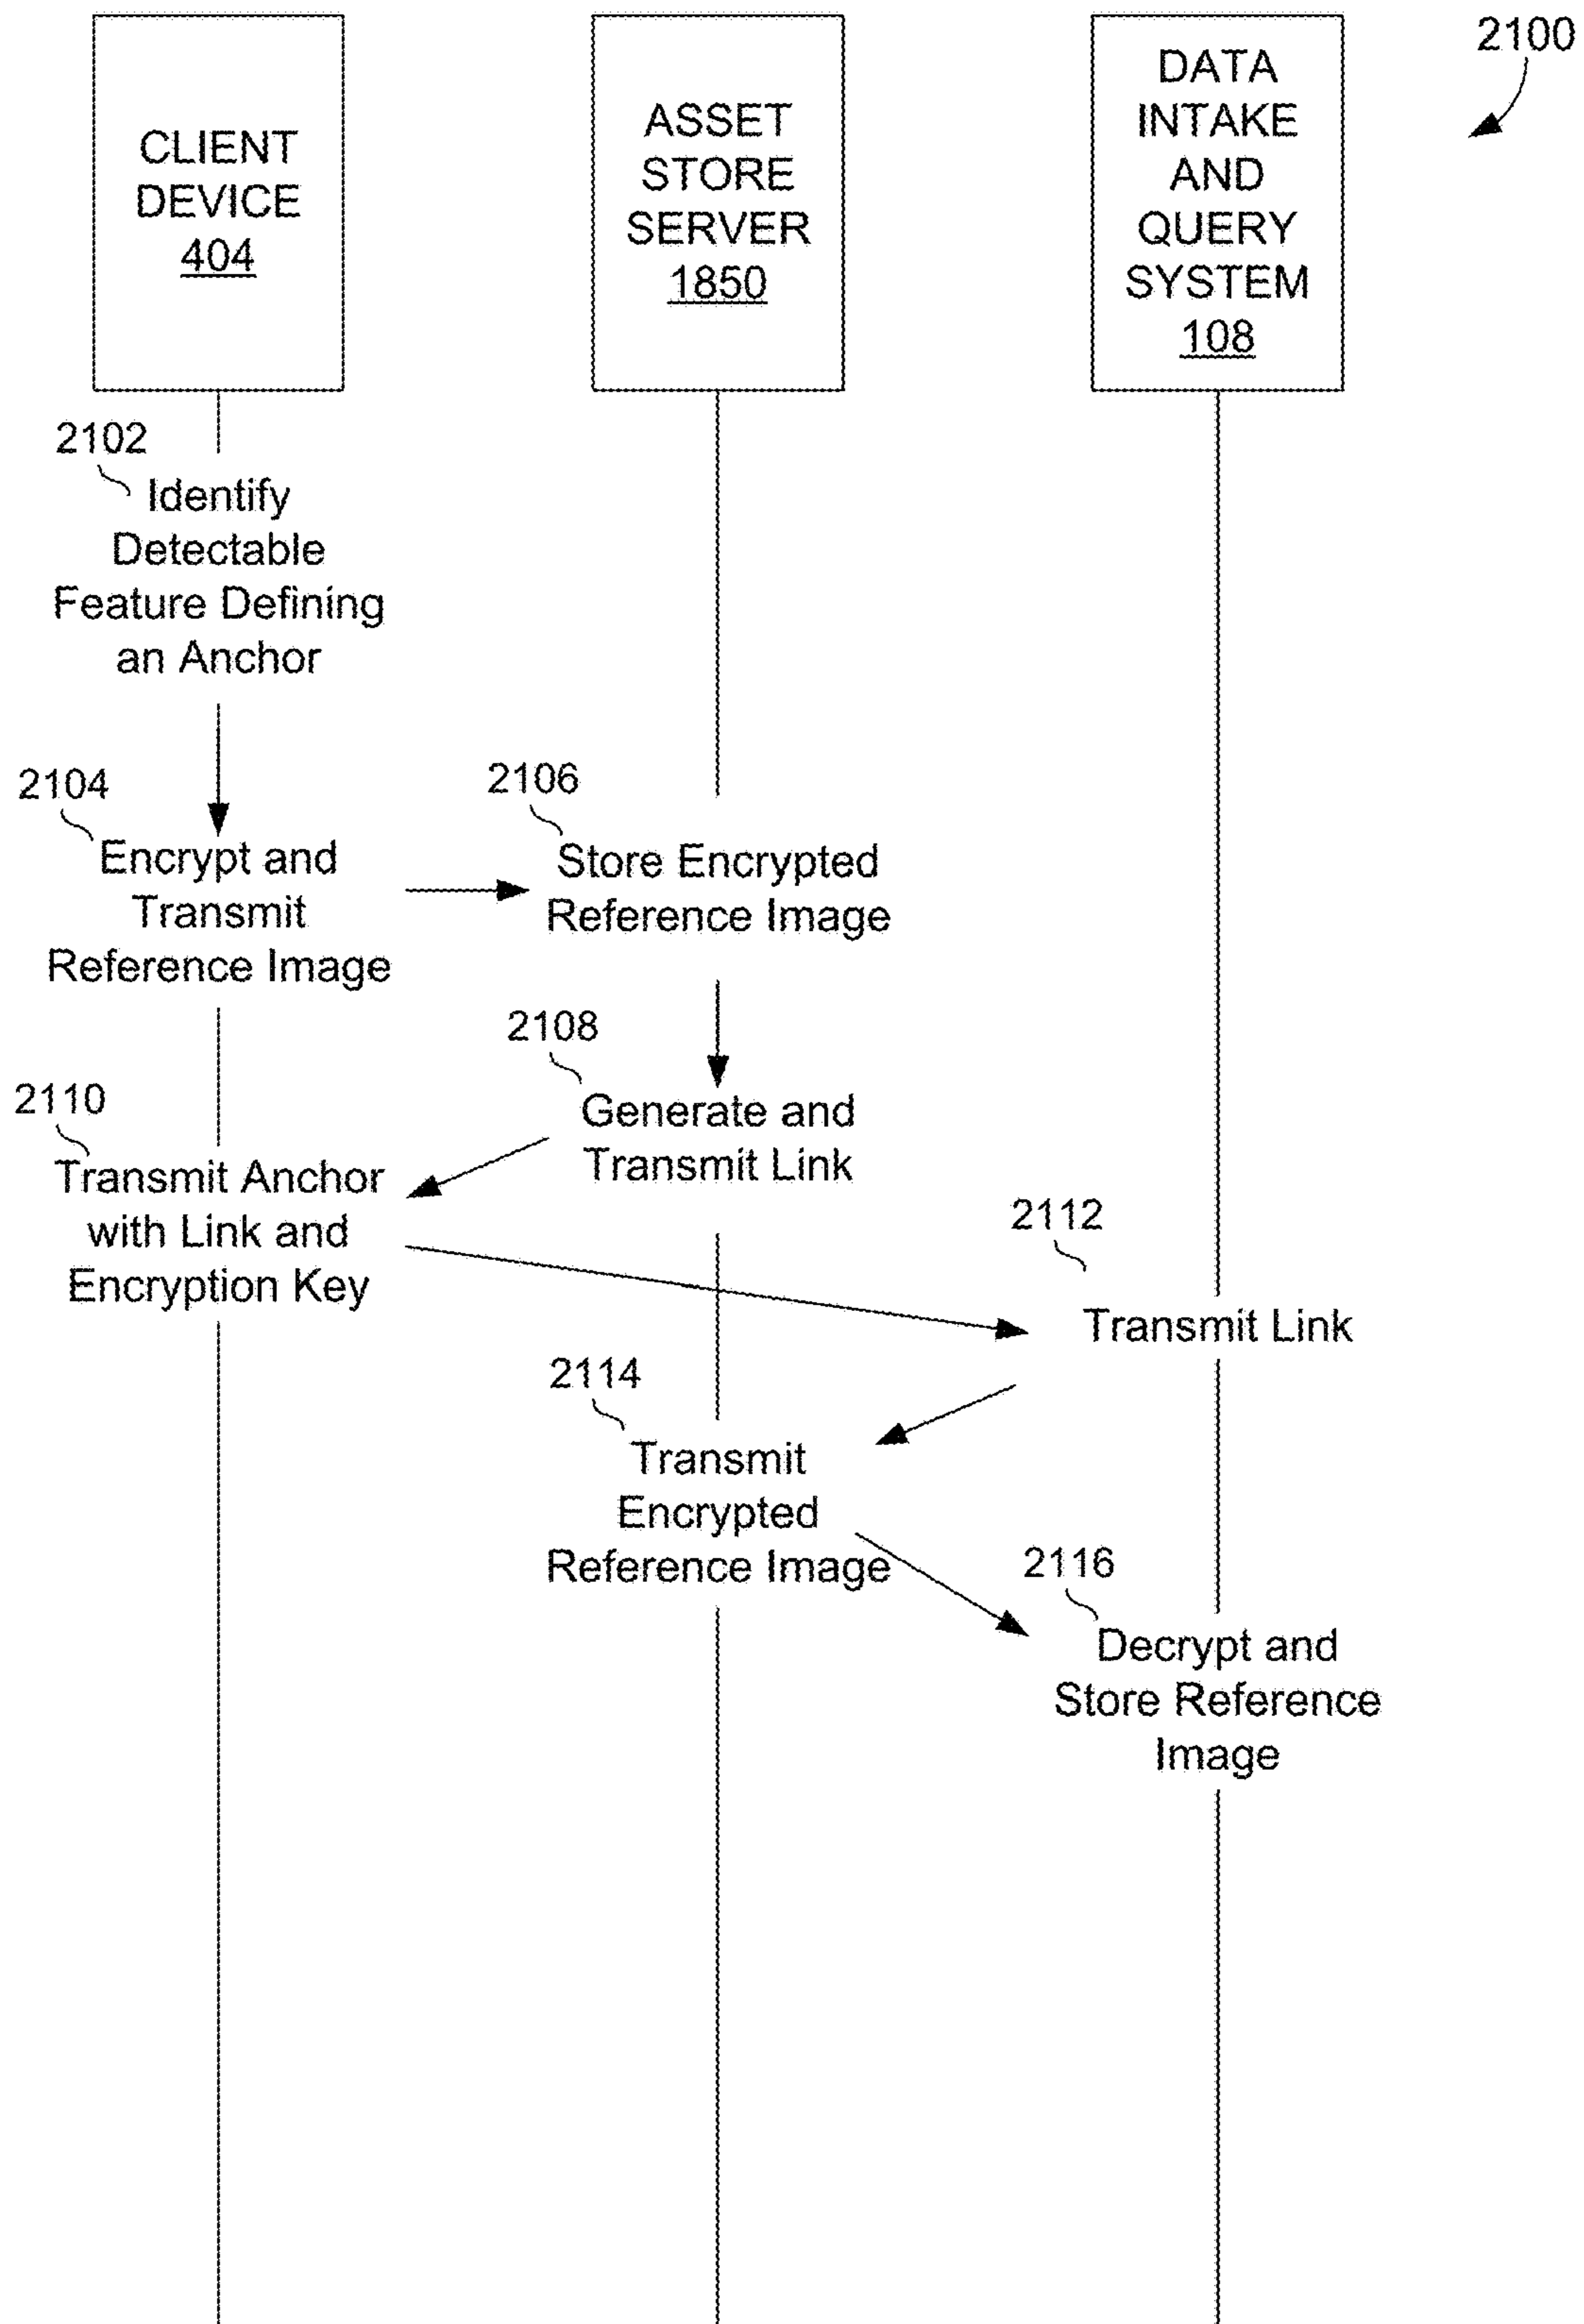 2100
CLIENT
DEVICE
404
ASSET
STORE
SERVER
1850
DATA
INTAKE
AND
QUERY
SYSTEM
108
2102
Identify
Detectable
Feature Defining
an Anchor
2104
Encrypt and
Transmit
Reference Image
2106
Store Encrypted
Reference Image
2108
Generate and
Transmit Link
2110
Transmit Anchor
with Link and
Encryption Key
2112
Transmit Link
2114
Transmit
Encrypted
Reference Image
2116
Decrypt and
Store Reference
Image